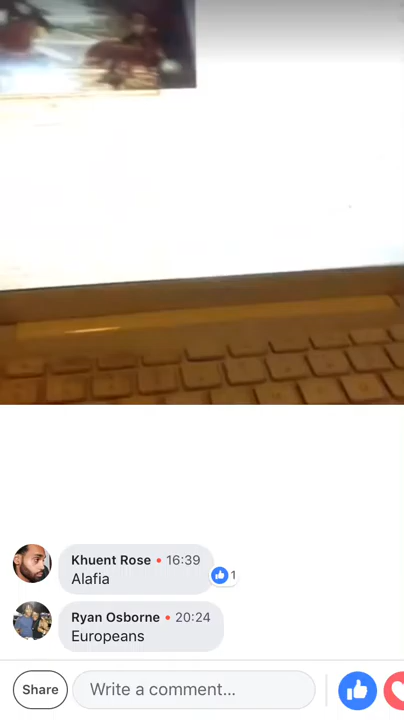 Khuent Rose • 16:39
Alafia
1
Ryan Osborne • 20:24
Europeans
Share
Write a comment...